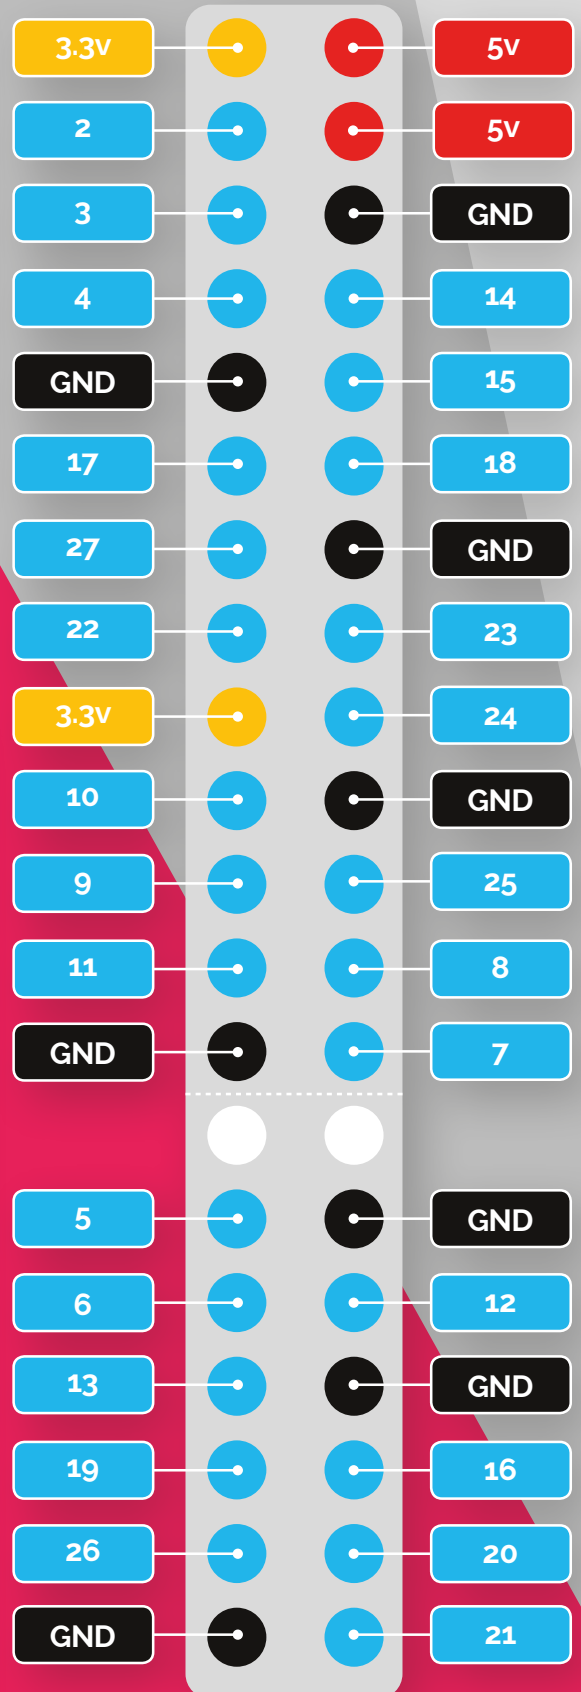 3.3V 5V
2 5V
3 GND
4 14
GND 15
17 18
27 GND
22 23
3.3V 24
10 GND
9 25
11 8
GND 7
5 GND
6 12
13 GND
19 16
26 20
GND 21